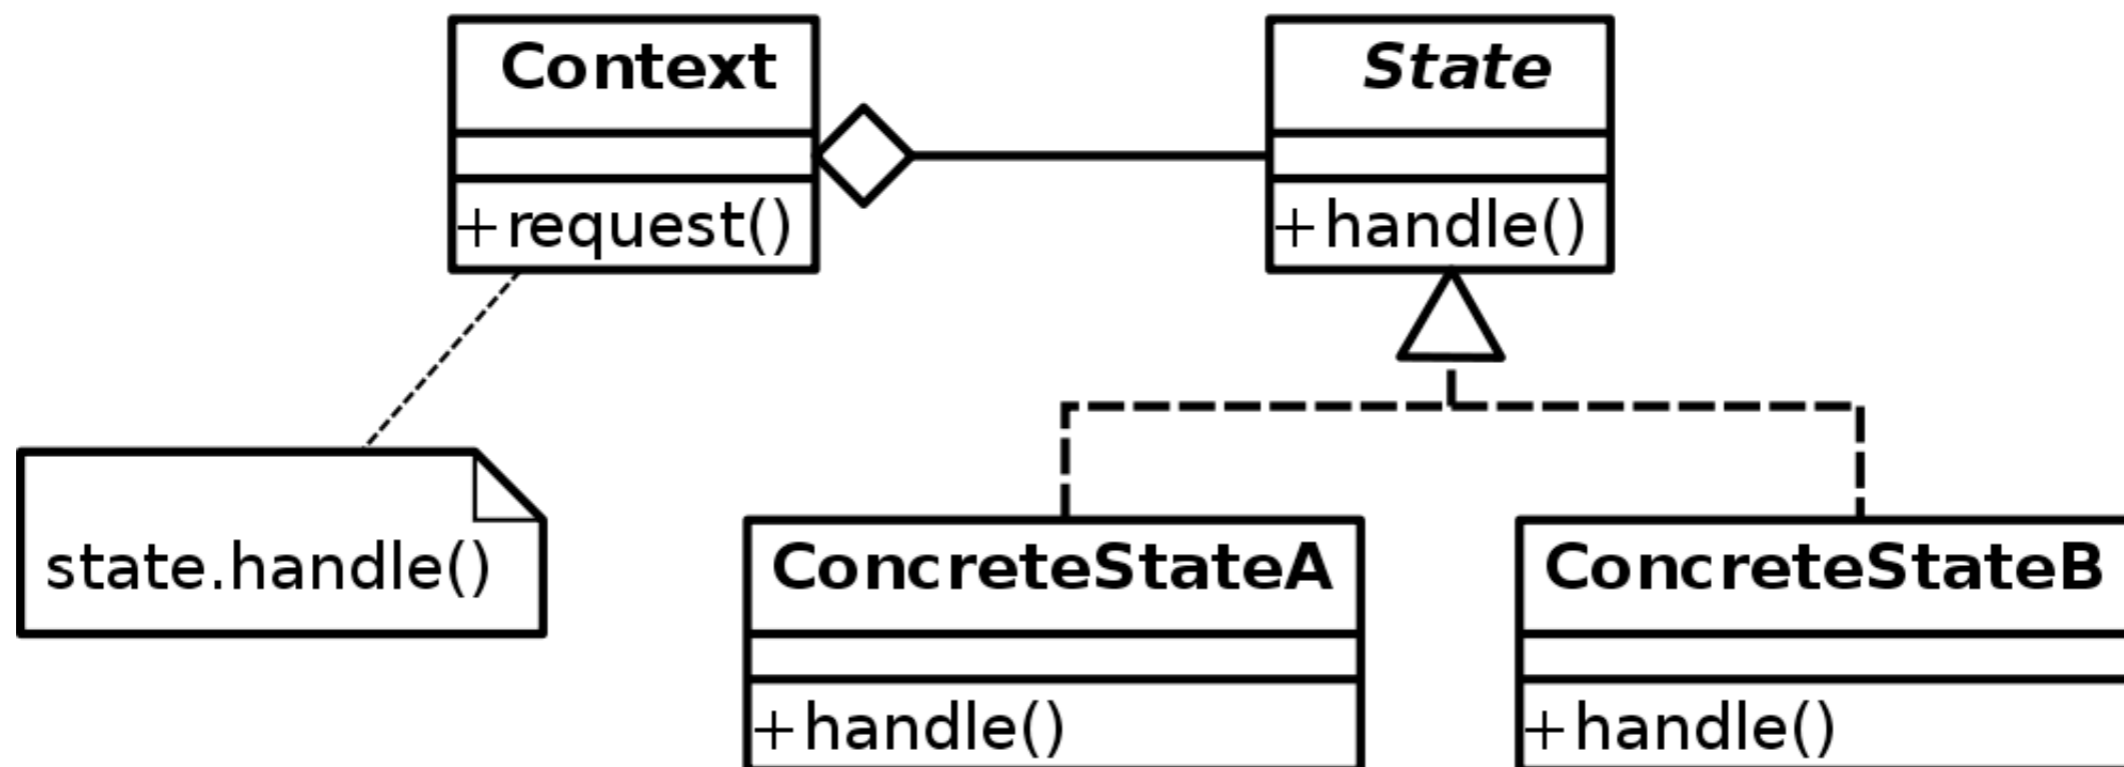 Context
State
+request()
+handle()
state.handle()
ConcreteStateA
ConcreteStateB
+handle()
+handle()